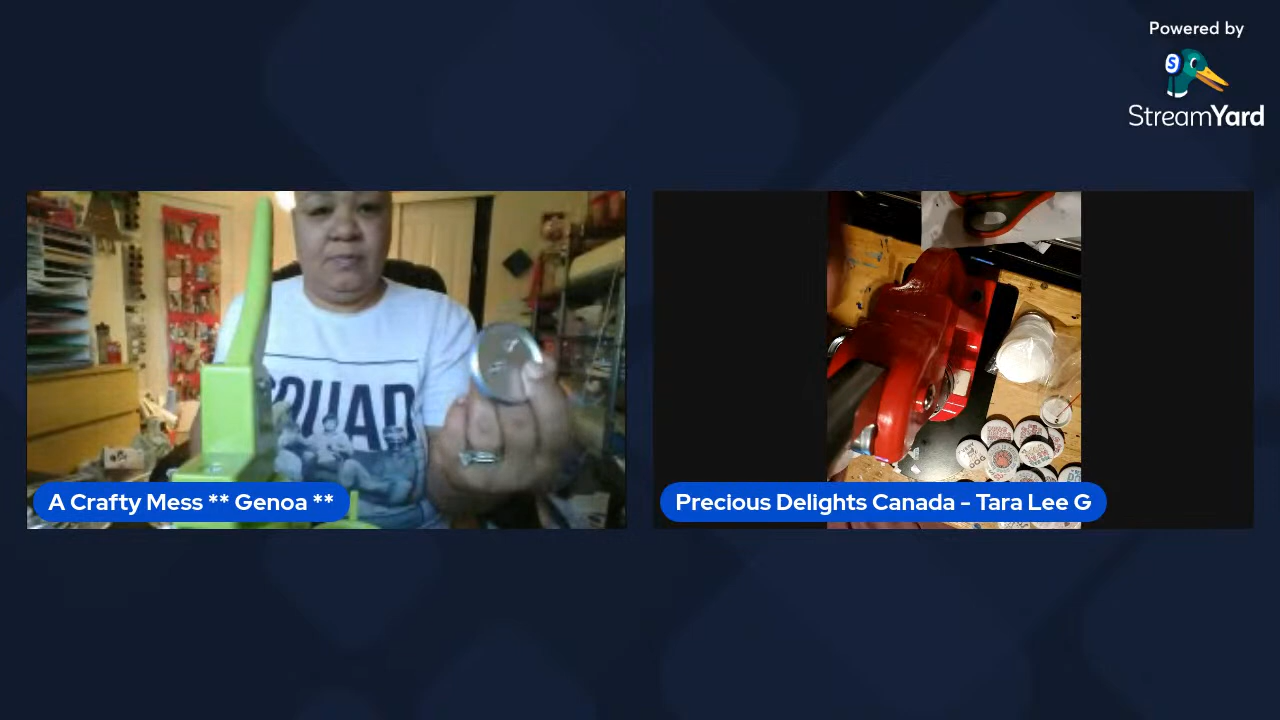 Powered by
S
StreamYard
SQUAD
A Crafty Mess ** Genoa **
Precious Delights Canada - Tara Lee G